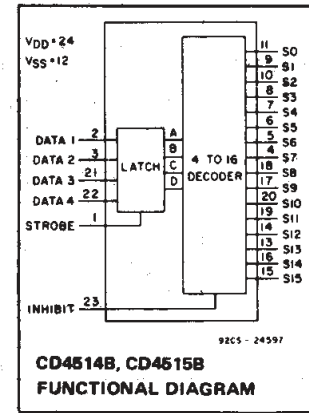 VDD=24
VSS=12
DATA 1 2
DATA 2 3
DATA 3 21
DATA 4 22
STROBE 1
INHIBIT 23
LATCH
A
B
C
D
4 TO 16
DECODER
11 S0
9 S1
10 S2
8 S3
7 S4
6 S5
5 S6
4 S7
18 S8
17 S9
20 S10
19 S11
14 S12
13 S13
16 S14
15 S15
92CS-24597
CD4514B, CD4515B
FUNCTIONAL DIAGRAM